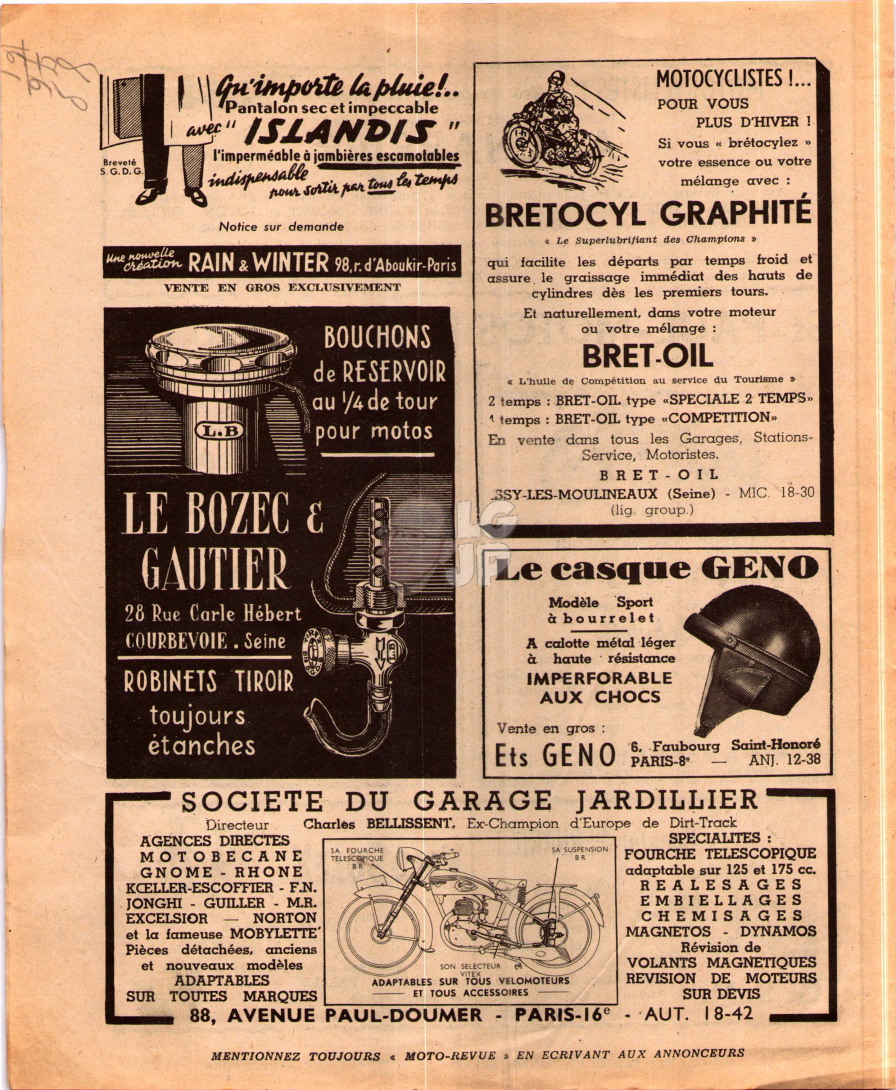 Qu'importe la pluie!..
Pantalon sec et impeccable
avec " ISLANDIS "
l'imperméable à jambières escamotables
indispensable
pour sortir par tous les temps
Breveté
S. G. D. G.
Notice sur demande
Une nouvelle création RAIN & WINTER 98, r. d'Aboukir-Paris
VENTE EN GROS EXCLUSIVEMENT
BOUCHONS
de RESERVOIR
au 1/4 de tour
pour motos
L.B
LE BOZEC &
GAUTIER
28 Rue Carle Hébert
COURBEVOIE . Seine
ROBINETS TIROIR
toujours
étanches
MOTOCYCLISTES !...
POUR VOUS
PLUS D'HIVER !
Si vous « brétocylez »
votre essence ou votre
mélange avec :
BRETOCYL GRAPHITÉ
« Le Superlubrifiant des Champions »
qui facilite les départs par temps froid et
assure le graissage immédiat des hauts de
cylindres dès les premiers tours.
Et naturellement, dans votre moteur
ou votre mélange :
BRET-OIL
« L'huile de Compétition au service du Tourisme »
2 temps : BRET-OIL type «SPECIALE 2 TEMPS»
temps : BRET-OIL type «COMPETITION»
En vente dans tous les Garages, Stations-
Service, Motoristes.
BRET-OIL
SSY-LES-MOULINEAUX (Seine) - MIC. 18-30
(lig. group.)
LG
JP
Le casque GENO
Modèle Sport
à bourrelet
A calotte métal léger
à haute résistance
IMPERFORABLE
AUX CHOCS
Vente en gros :
Ets GENO 6, Faubourg Saint-Honoré
PARIS-8e — ANJ. 12-38
SOCIETE DU GARAGE JARDILLIER
Directeur Charles BELLISSENT, Ex-Champion d'Europe de Dirt-Track
AGENCES DIRECTES
MOTOBECANE
GNOME - RHONE
KŒLLER-ESCOFFIER - F.N.
JONGHI - GUILLER - M.R.
EXCELSIOR — NORTON
et la fameuse MOBYLETTE
Pièces détachées, anciens
et nouveaux modèles
ADAPTABLES
SUR TOUTES MARQUES
SA FOURCHE
TELESCOPIQUE
B R
SA SUSPENSION
B R
SON SELECTEUR
VITEX
ADAPTABLES SUR TOUS VELOMOTEURS
ET TOUS ACCESSOIRES
SPECIALITES :
FOURCHE TELESCOPIQUE
adaptable sur 125 et 175 cc.
REALESAGES
EMBIELLAGES
CHEMISAGES
MAGNETOS - DYNAMOS
Révision de
VOLANTS MAGNETIQUES
REVISION DE MOTEURS
SUR DEVIS
88, AVENUE PAUL-DOUMER - PARIS-16e - AUT. 18-42
MENTIONNEZ TOUJOURS « MOTO-REVUE » EN ECRIVANT AUX ANNONCEURS